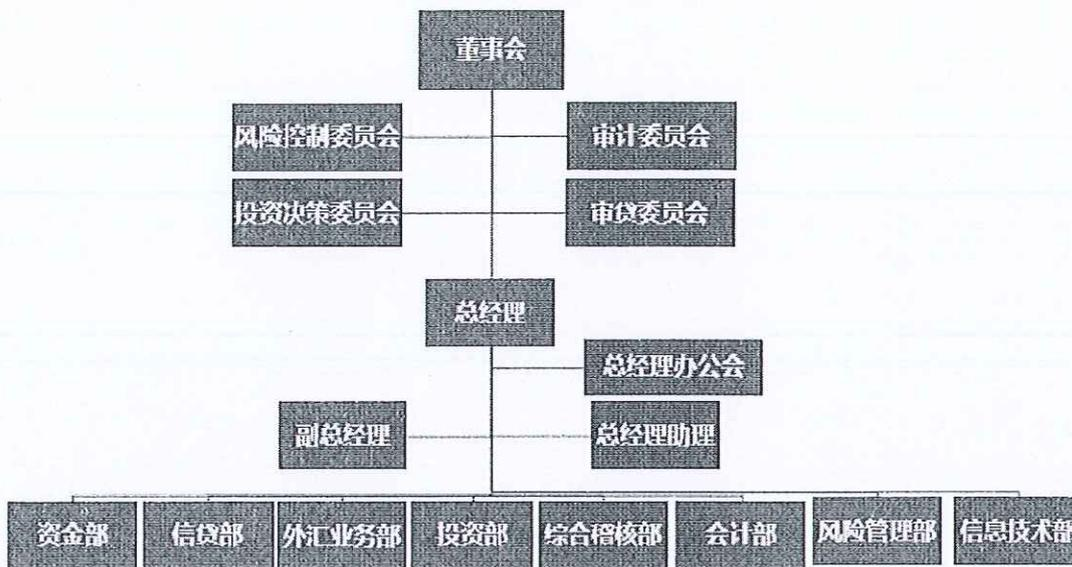 董事会
风险控制委员会
审计委员会
投资决策委员会
审贷委员会
总经理
总经理办公会
副总经理
总经理助理
资金部
信贷部
外汇业务部
投资部
综合稽核部
会计部
风险管理部
信息技术部